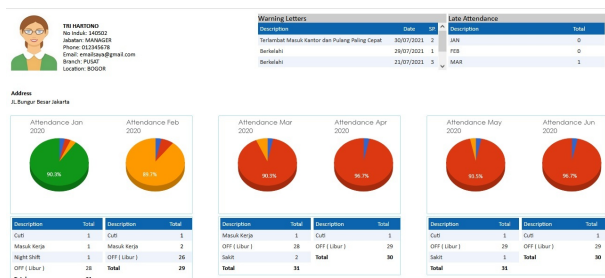 TRI HARTONO
No Induk: 140502
Jabatan: MANAGER
Phone: 012345678
Email: emailsaya@gmail.com
Branch: PUSAT
Location: BOGOR
Warning Letters
Description Date SP
Terlambat Masuk Kantor dan Pulang Paling Cepat 30/07/2021 2
Berkelahi 29/07/2021 1
Berkelahi 21/07/2021 3
Late Attendance
Description Total
JAN 0
FEB 0
MAR 1
Address
JL.Bungur Besar Jakarta
Attendance Jan
2020
90.3%
Attendance Feb
2020
89.7%
Attendance Mar
2020
90.3%
Attendance Apr
2020
96.7%
Attendance May
2020
93.5%
Attendance Jun
2020
96.7%
Description Total
Cuti 1
Masuk Kerja 1
Night Shift 1
OFF ( Libur ) 28
Description Total
Cuti 1
Masuk Kerja 2
OFF ( Libur ) 26
Total 29
Description Total
Masuk Kerja 1
OFF ( Libur ) 28
Sakit 2
Total 31
Description Total
Cuti 1
OFF ( Libur ) 29
Total 30
Description Total
Cuti 1
OFF ( Libur ) 29
Sakit 1
Total 31
Description Total
Cuti 1
OFF ( Libur ) 29
Total 30